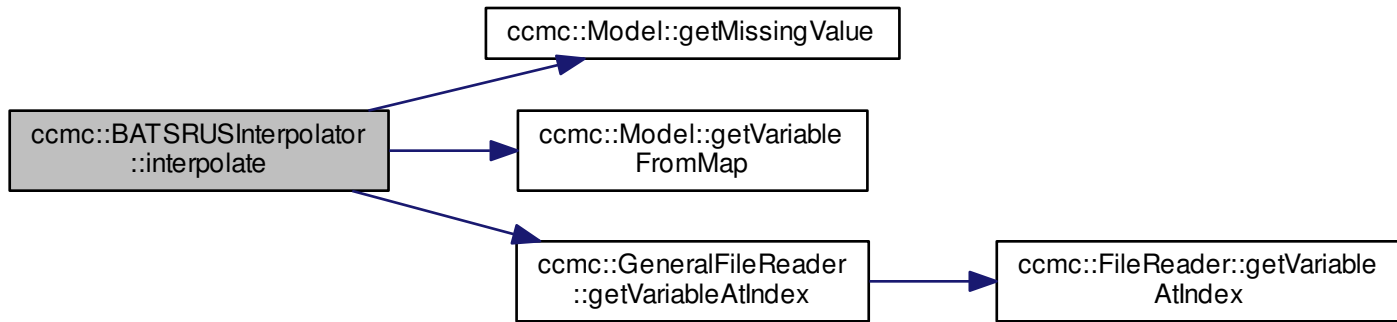 ccmc::Model::getMissingValue
ccmc::BATSRUSInterpolator
::interpolate
ccmc::Model::getVariable
FromMap
ccmc::GeneralFileReader
::getVariableAtIndex
ccmc::FileReader::getVariable
AtIndex